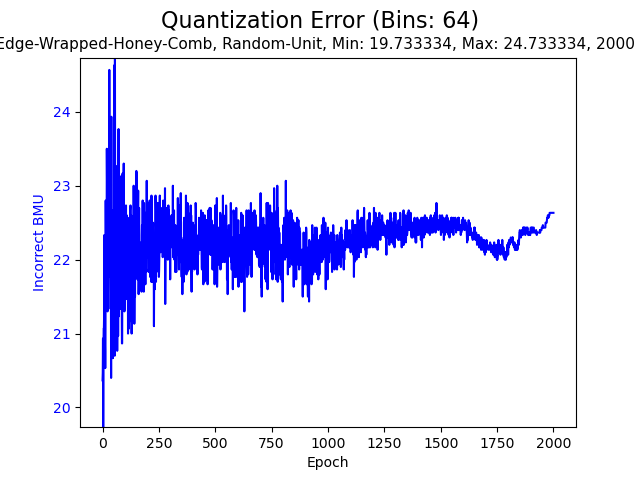 Quantization Error (Bins: 64)
Edge-Wrapped-Honey-Comb, Random-Unit, Min: 19.733334, Max: 24.733334, 2000
24
23
22
21
20
Incorrect BMU
0 250 500 750 1000 1250 1500 1750 2000
Epoch